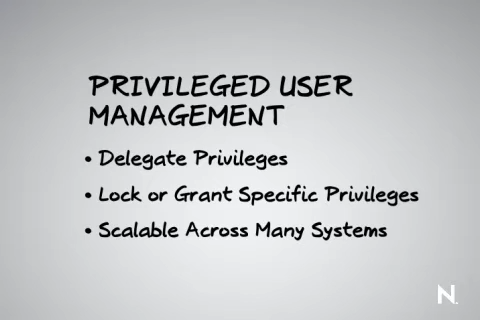 PRIVILEGED USER
MANAGEMENT
• Delegate Privileges
• Lock or Grant Specific Privileges
• Scalable Across Many Systems
N.